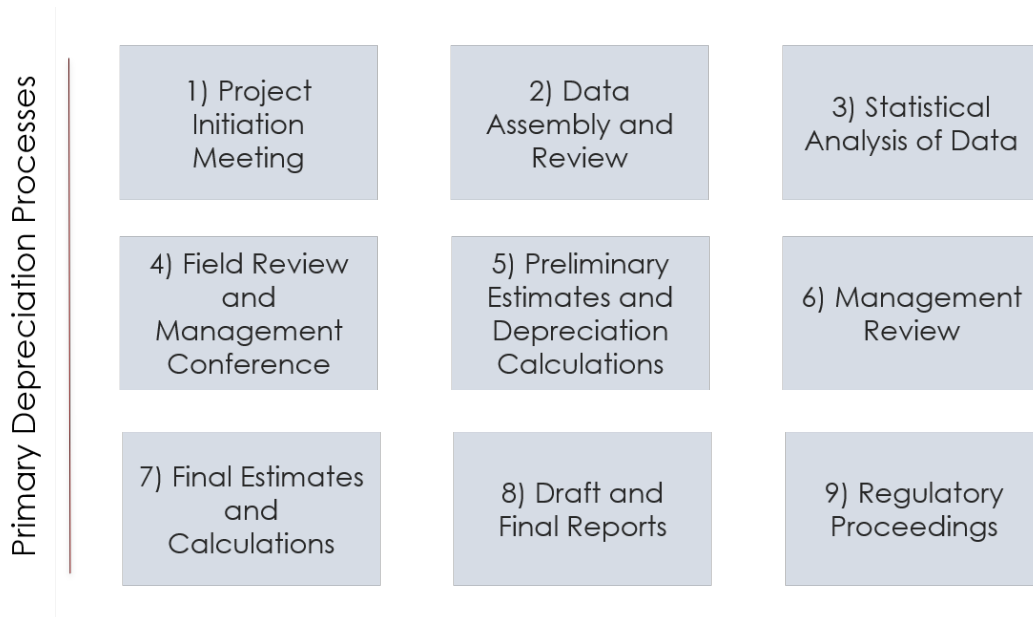 Primary Depreciation Processes
1) Project
Initiation
Meeting
2) Data
Assembly and
Review
3) Statistical
Analysis of Data
4) Field Review
and
Management
Conference
5) Preliminary
Estimates and
Depreciation
Calculations
6) Management
Review
7) Final Estimates
and
Calculations
8) Draft and
Final Reports
9) Regulatory
Proceedings